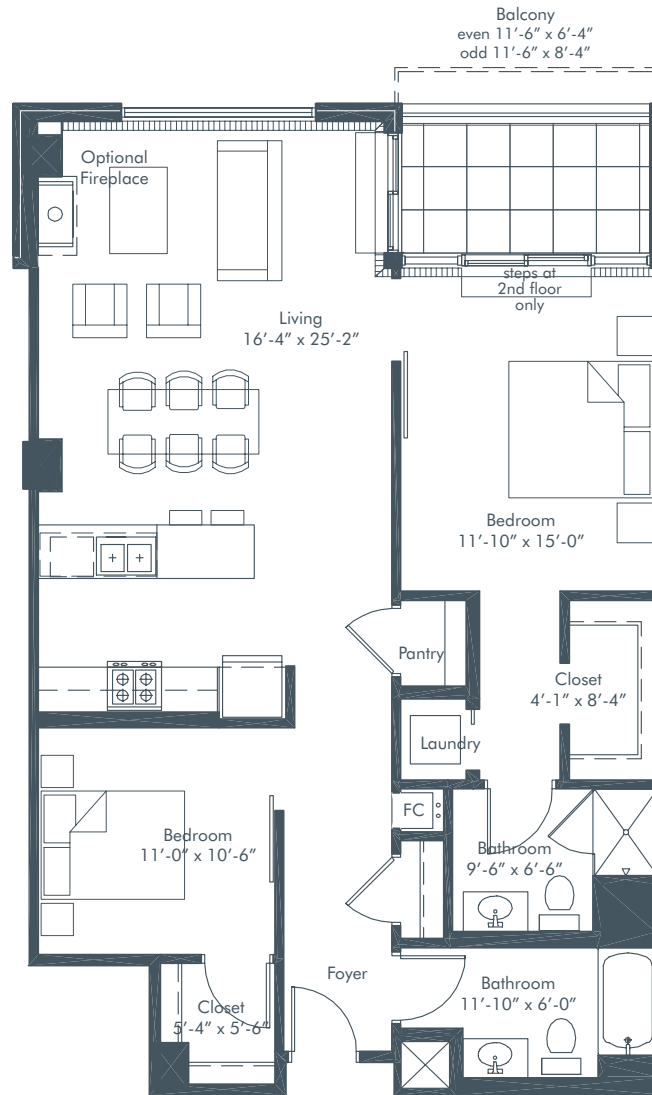 Balcony
even 11’-6” x 6’-4”
odd 11’-6” x 8’-4”
Optional
Fireplace
steps at
2nd floor
only
Living
16’-4” x 25’-2”
Bedroom
11’-10” x 15’-0”
Pantry
Closet
4’-1” x 8’-4”
Laundry
FC
Bedroom
11’-0” x 10’-6”
Bathroom
9’-6” x 6’-6”
Foyer
Closet
5’-4” x 5’-6”
Bathroom
11’-10” x 6’-0”